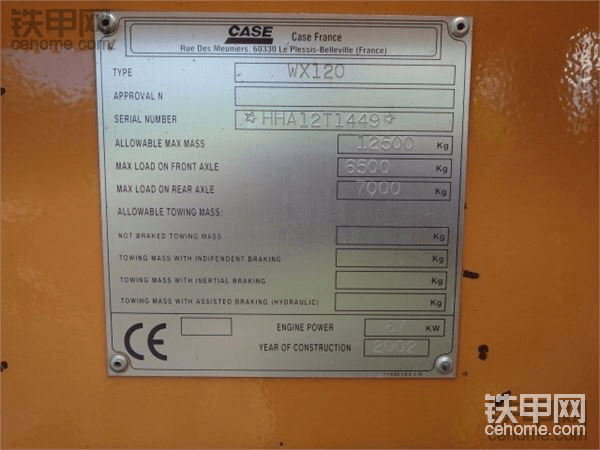 铁甲网
cehome.com
CASE Case France
Rue Des Meuniers 60330 Le Plessis-Belleville (France)
TYPE WX120
APPROVAL N
SERIAL NUMBER ☆HHA12T1449☆
ALLOWABLE MAX MASS 12500 Kg
MAX LOAD ON FRONT AXLE 6500 Kg
MAX LOAD ON REAR AXLE 7000 Kg
ALLOWABLE TOWING MASS:
NOT BRAKED TOWING MASS Kg
TOWING MASS WITH INDIPENDENT BRAKING Kg
TOWING MASS WITH INERTIAL BRAKING Kg
TOWING MASS WITH ASSISTED BRAKING (HYDRAULIC) Kg
CE ENGINE POWER 67 KW
YEAR OF CONSTRUCTION 2002
铁甲网
cehome.com